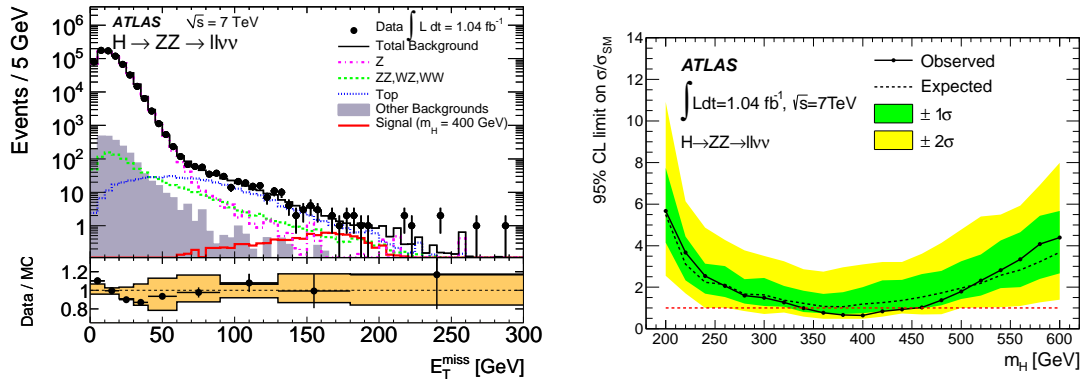 ATLAS √s = 7 TeV
H → ZZ → llνν
Data ∫ L dt = 1.04 fb⁻¹
Total Background
Z
ZZ,WZ,WW
Top
Other Backgrounds
Signal (m_H = 400 GeV)
Events / 5 GeV
10⁶
10⁵
10⁴
10³
10²
10
1
Data / MC
1.2
1.0
0.8
0 50 100 150 200 250 300
E_T^miss [GeV]
ATLAS
∫ Ldt=1.04 fb⁻¹, √s=7TeV
H→ZZ→llνν
Observed
Expected
± 1σ
± 2σ
95% CL limit on σ/σ_SM
14
12
10
8
6
4
2
0
200 250 300 350 400 450 500 550 600
m_H [GeV]